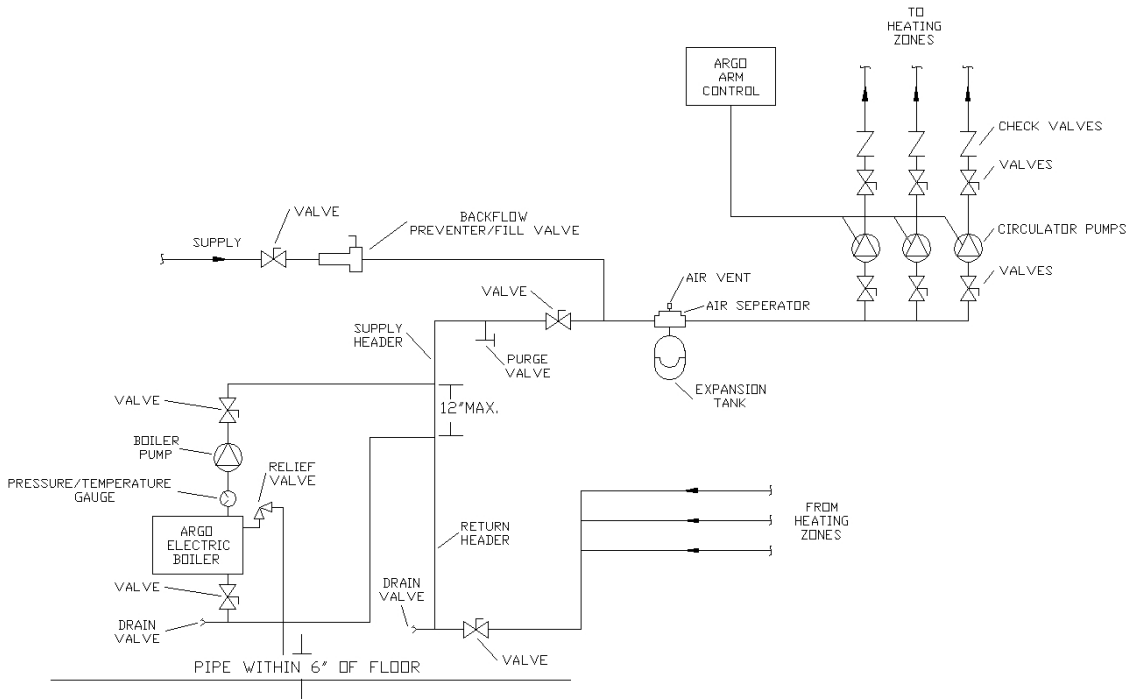 TO
HEATING
ZONES
ARGO
ARM
CONTROL
CHECK VALVES
VALVES
CIRCULATOR PUMPS
VALVES
VALVE
BACKFLOW
PREVENTER/FILL VALVE
SUPPLY
AIR VENT
AIR SEPERATOR
VALVE
SUPPLY
HEADER
PURGE
VALVE
EXPANSION
TANK
12"MAX.
VALVE
BOILER
PUMP
RELIEF
VALVE
PRESSURE/TEMPERATURE
GAUGE
ARGO
ELECTRIC
BOILER
RETURN
HEADER
FROM
HEATING
ZONES
VALVE
DRAIN
VALVE
DRAIN
VALVE
VALVE
PIPE WITHIN 6" OF FLOOR